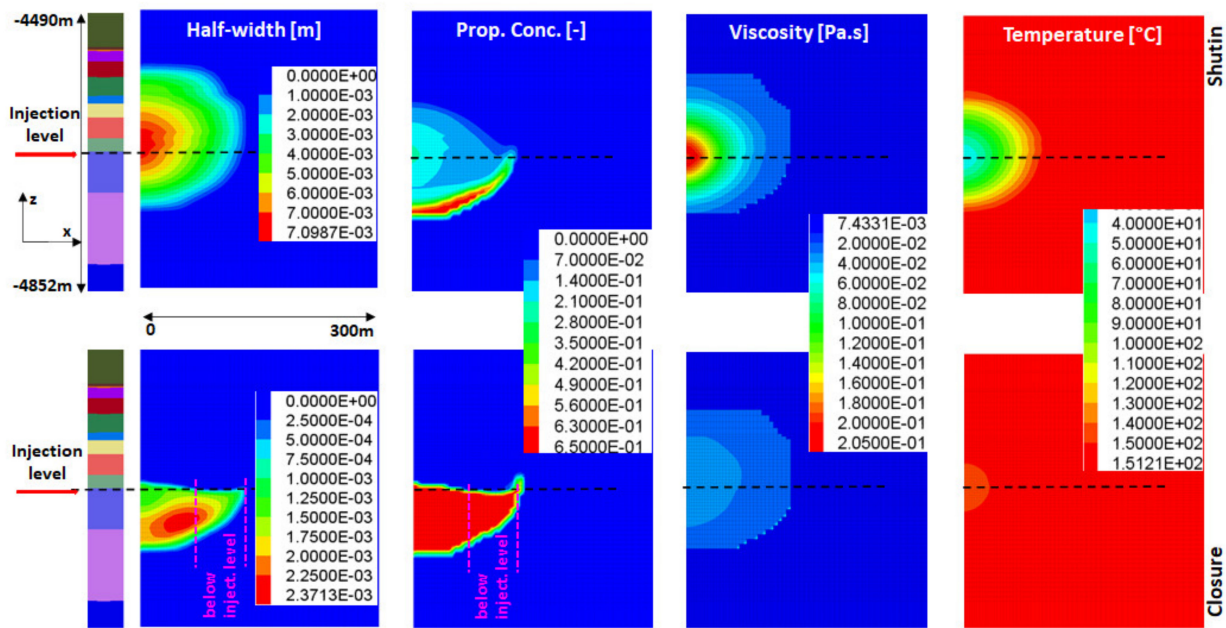 -4490m
Half-width [m]
Prop. Conc. [-]
Viscosity [Pa.s]
Temperature [°C]
Shutin
Injection
level
z
x
-4852m
0.0000E+00
1.0000E-03
2.0000E-03
3.0000E-03
4.0000E-03
5.0000E-03
6.0000E-03
7.0000E-03
7.0987E-03
0
300m
0.0000E+00
7.0000E-02
1.4000E-01
2.1000E-01
2.8000E-01
3.5000E-01
4.2000E-01
4.9000E-01
5.6000E-01
6.3000E-01
6.5000E-01
7.4331E-03
2.0000E-02
4.0000E-02
6.0000E-02
8.0000E-02
1.0000E-01
1.2000E-01
1.4000E-01
1.6000E-01
1.8000E-01
2.0000E-01
2.0500E-01
4.0000E+01
5.0000E+01
6.0000E+01
7.0000E+01
8.0000E+01
9.0000E+01
1.0000E+02
1.1000E+02
1.2000E+02
1.3000E+02
1.4000E+02
1.5000E+02
1.5121E+02
Injection
level
0.0000E+00
2.5000E-04
5.0000E-04
7.5000E-04
1.0000E-03
1.2500E-03
1.5000E-03
1.7500E-03
2.0000E-03
2.2500E-03
2.3713E-03
below
inject. level
below
inject. level
Closure